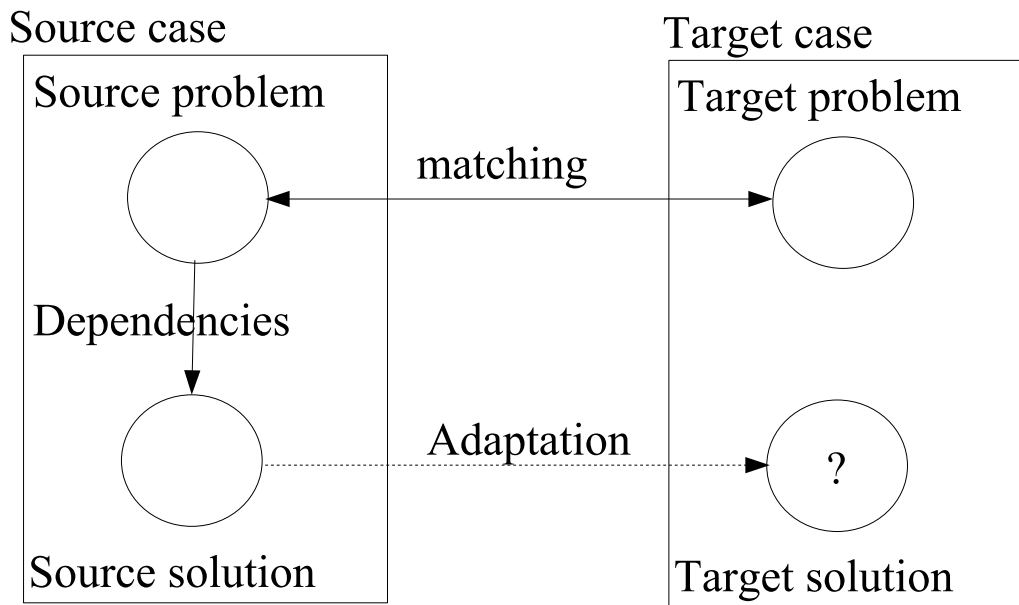 Source case
Target case
Source problem
Target problem
matching
Dependencies
Adaptation
?
Source solution
Target solution